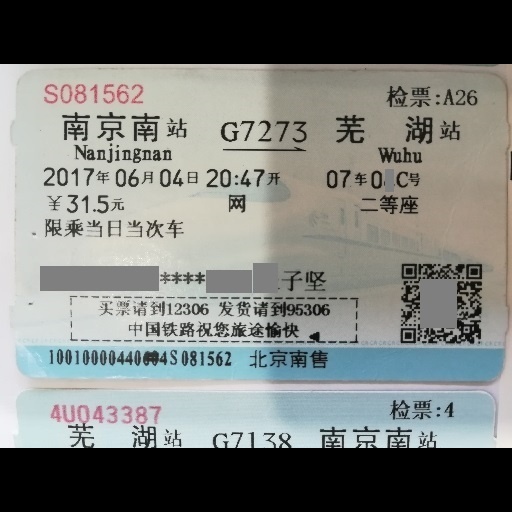 S081562 检票:A26
南京南站 G7273 芜湖站
Nanjingnan Wuhu
2017年06月04日20:47开 07车0 C号
¥31.5元 网 二等座
限乘当日当次车
**** 子坚
买票请到12306 发货请到95306
中国铁路祝您旅途愉快
S081562 北京南售
4U043387 检票:4
芜湖站 G7138 南京南站